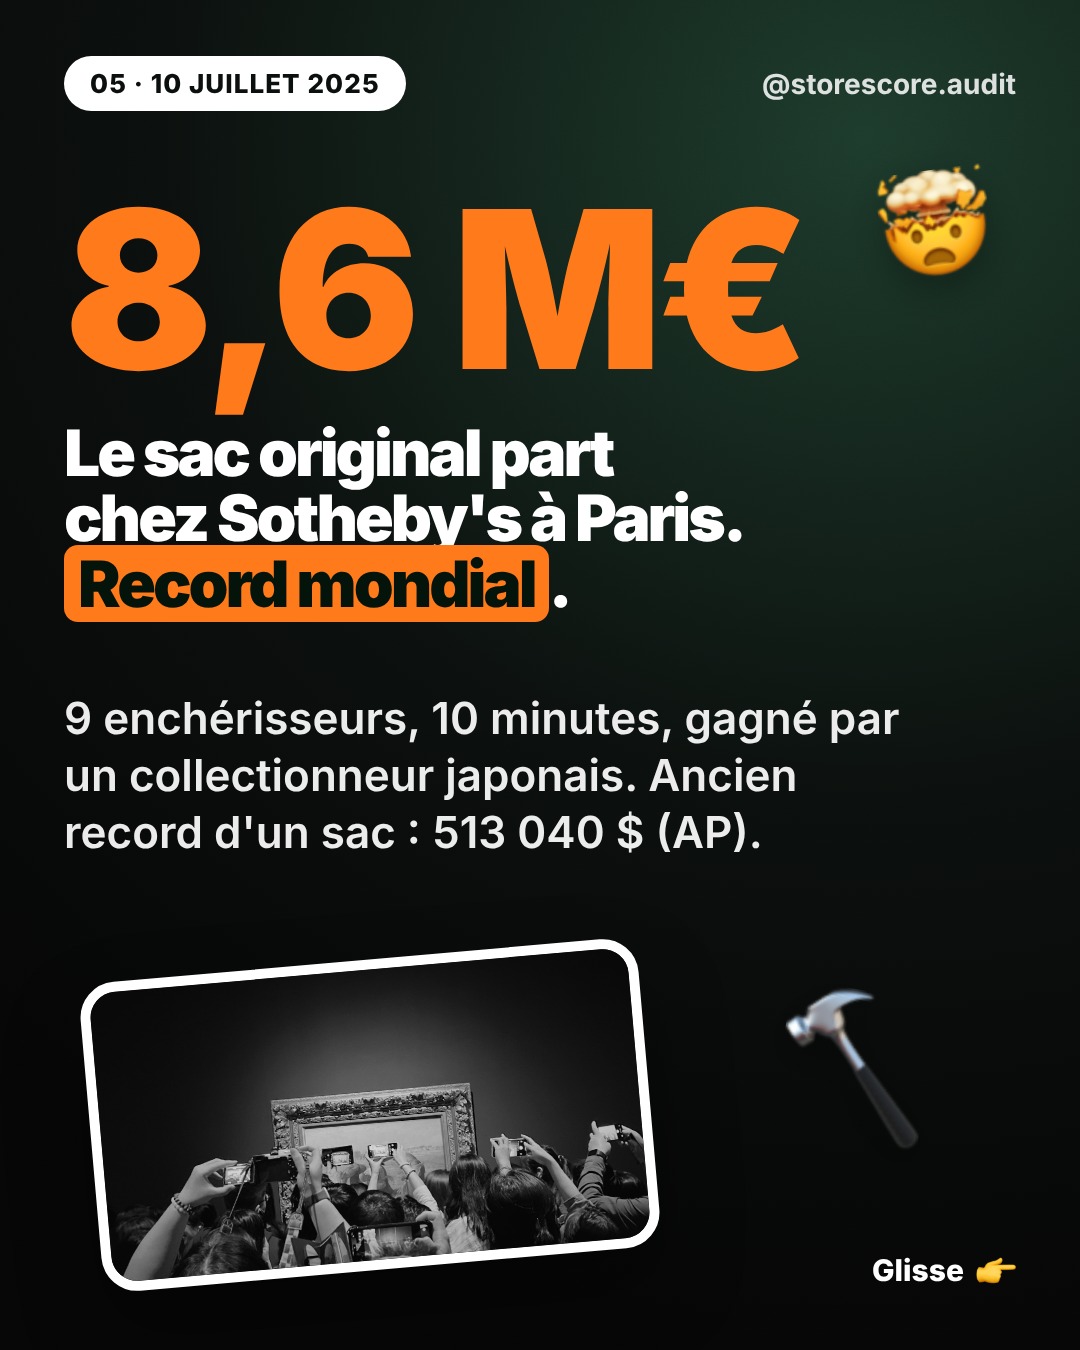 05 · 10 JUILLET 2025
@storescore.audit
8,6 M€
Le sac original part
chez Sotheby's à Paris.
Record mondial.
9 enchérisseurs, 10 minutes, gagné par
un collectionneur japonais. Ancien
record d'un sac : 513 040 $ (AP).
Glisse 👉